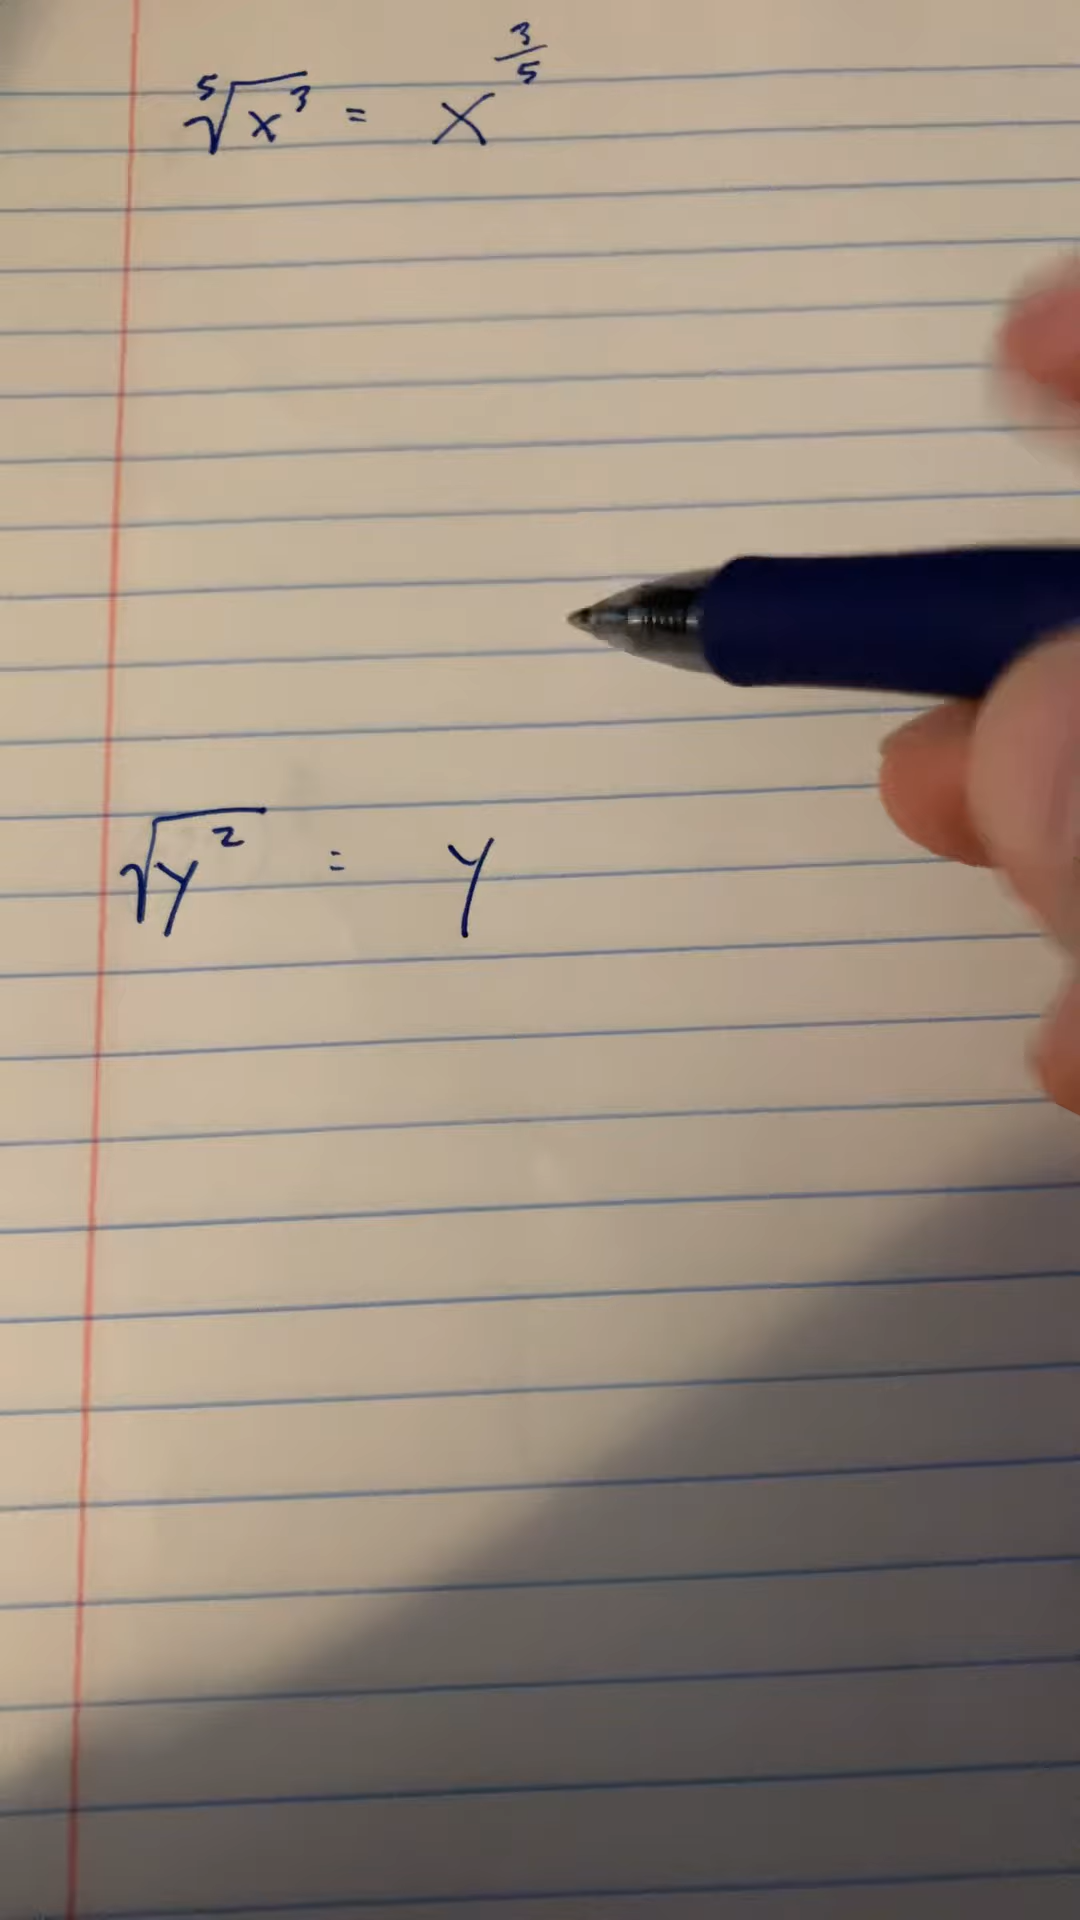 ⁵√x³ = x^(3/5)
√y² = y